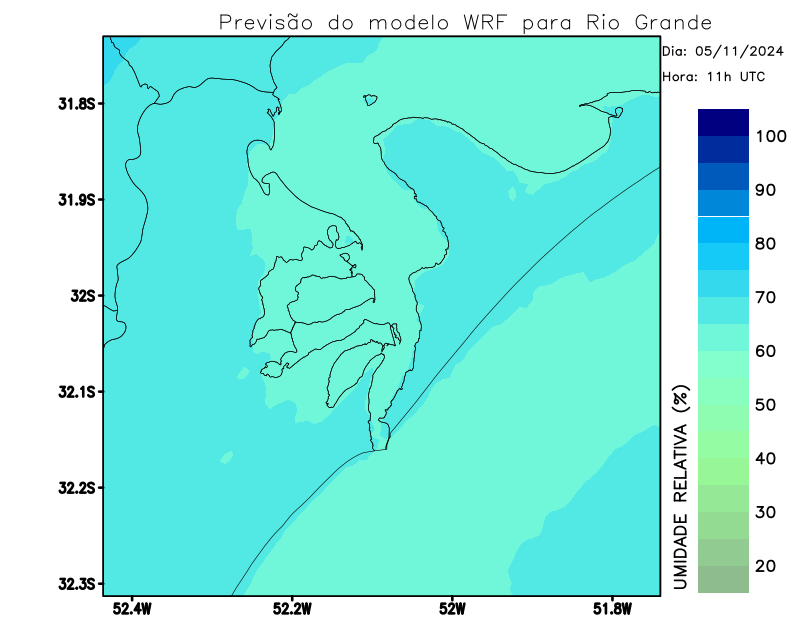 Previsão do modelo WRF para Rio Grande
Dia: 05/11/2024
Hora: 11h UTC
31.8S
31.9S
32S
32.1S
32.2S
32.3S
52.4W
52.2W
52W
51.8W
100
90
80
70
60
50
40
30
20
UMIDADE RELATIVA (%)